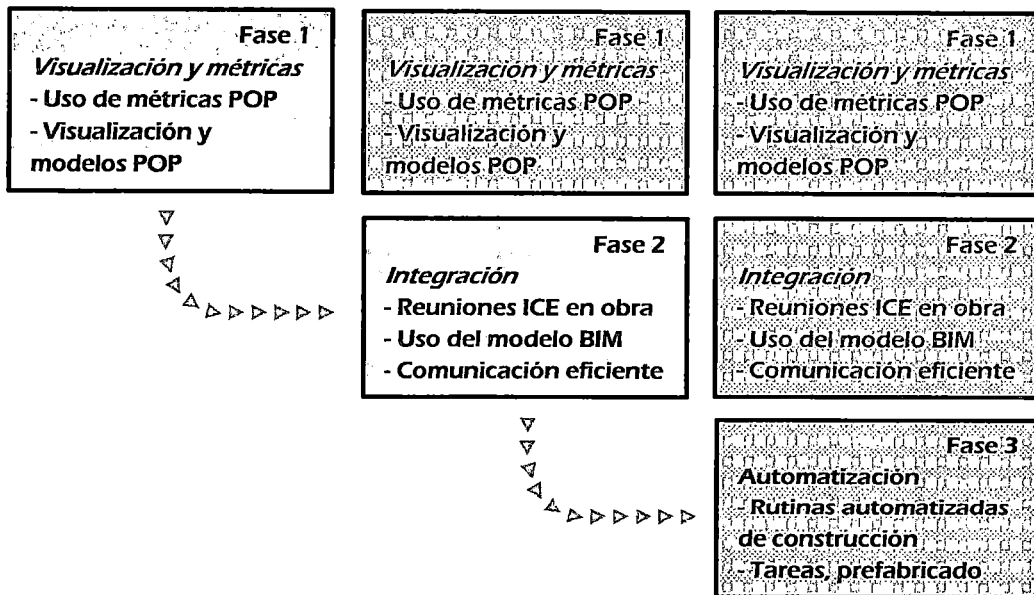 Fase 1
Visualización y métricas
- Uso de métricas POP
- Visualización y
modelos POP
Fase 1
Visualización y métricas
- Uso de métricas POP
- Visualización y
modelos POP
Fase 1
Visualización y métricas
- Uso de métricas POP
- Visualización y
modelos POP
Fase 2
Integración
- Reuniones ICE en obra
- Uso del modelo BIM
- Comunicación eficiente
Fase 2
Integración
- Reuniones ICE en obra
- Uso del modelo BIM
- Comunicación eficiente
Fase 3
Automatización
- Rutinas automatizadas
de construcción
- Tareas, prefabricado